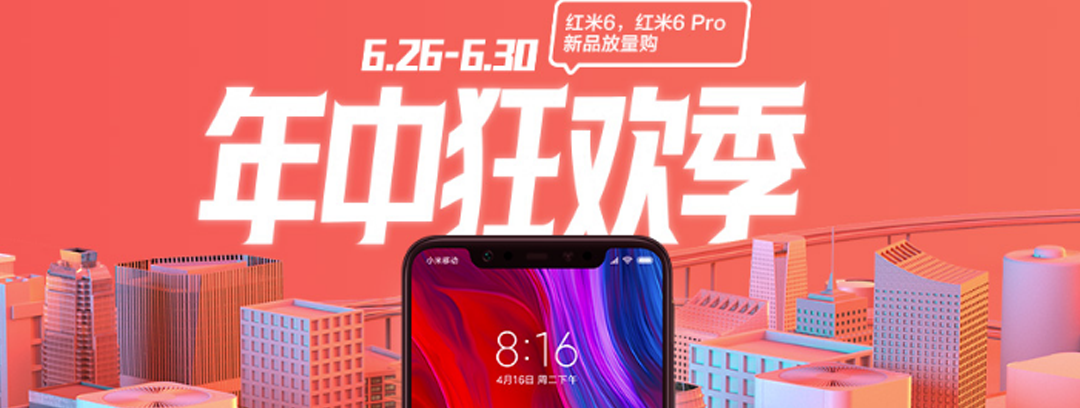 红米6，红米6 Pro
新品放量购
6.26-6.30
年中狂欢季
小米移动
8:16
4月16日 周二下午